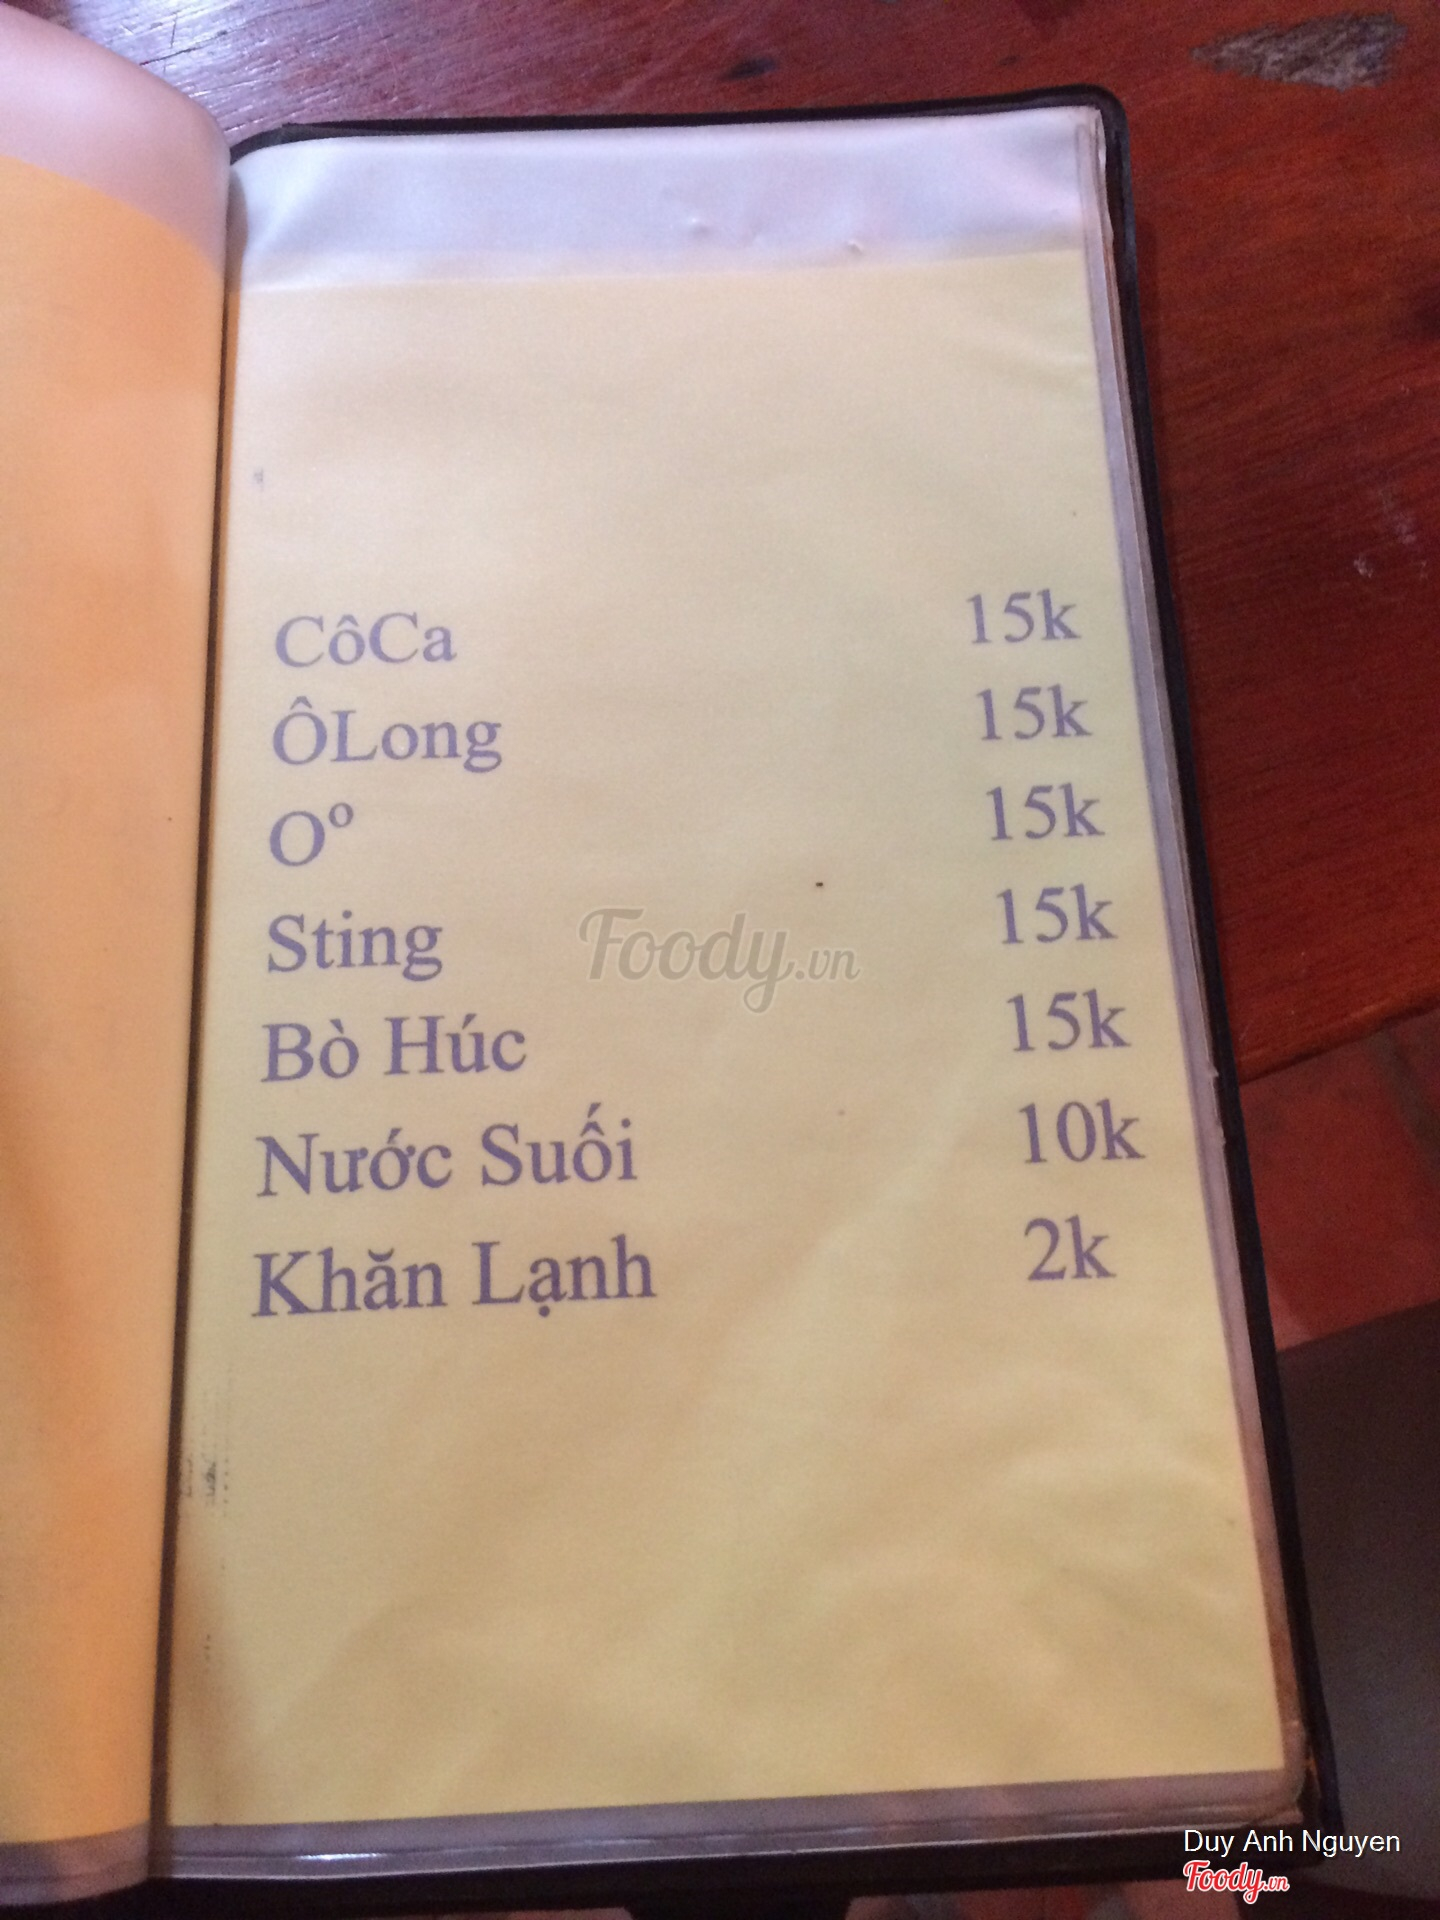 CôCa 15k
ÔLong 15k
Oº 15k
Sting 15k
Foody.vn
Bò Húc 15k
Nước Suối 10k
Khăn Lạnh 2k
Duy Anh Nguyen
Foody.vn